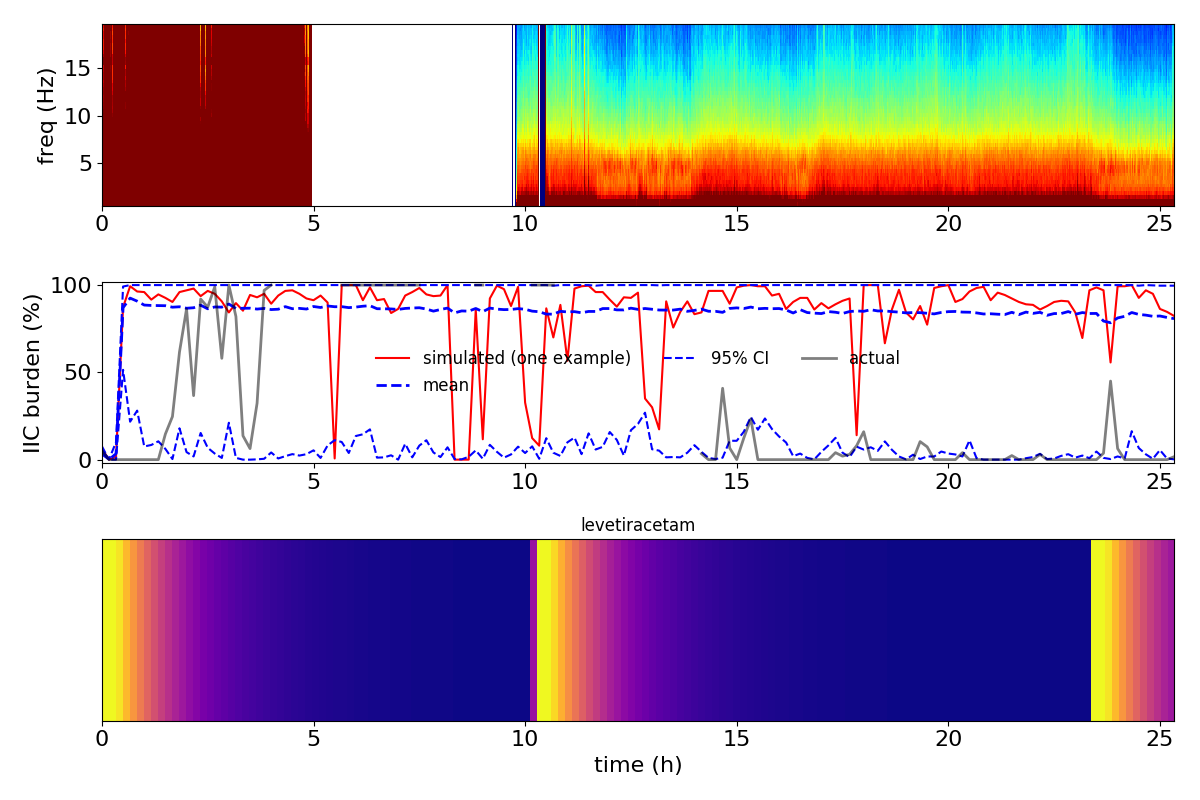 freq (Hz)
15
10
5
0 5 10 15 20 25
IIC burden (%)
100
50
0
simulated (one example) 95% CI actual
mean
0 5 10 15 20 25
levetiracetam
0 5 10 15 20 25
time (h)